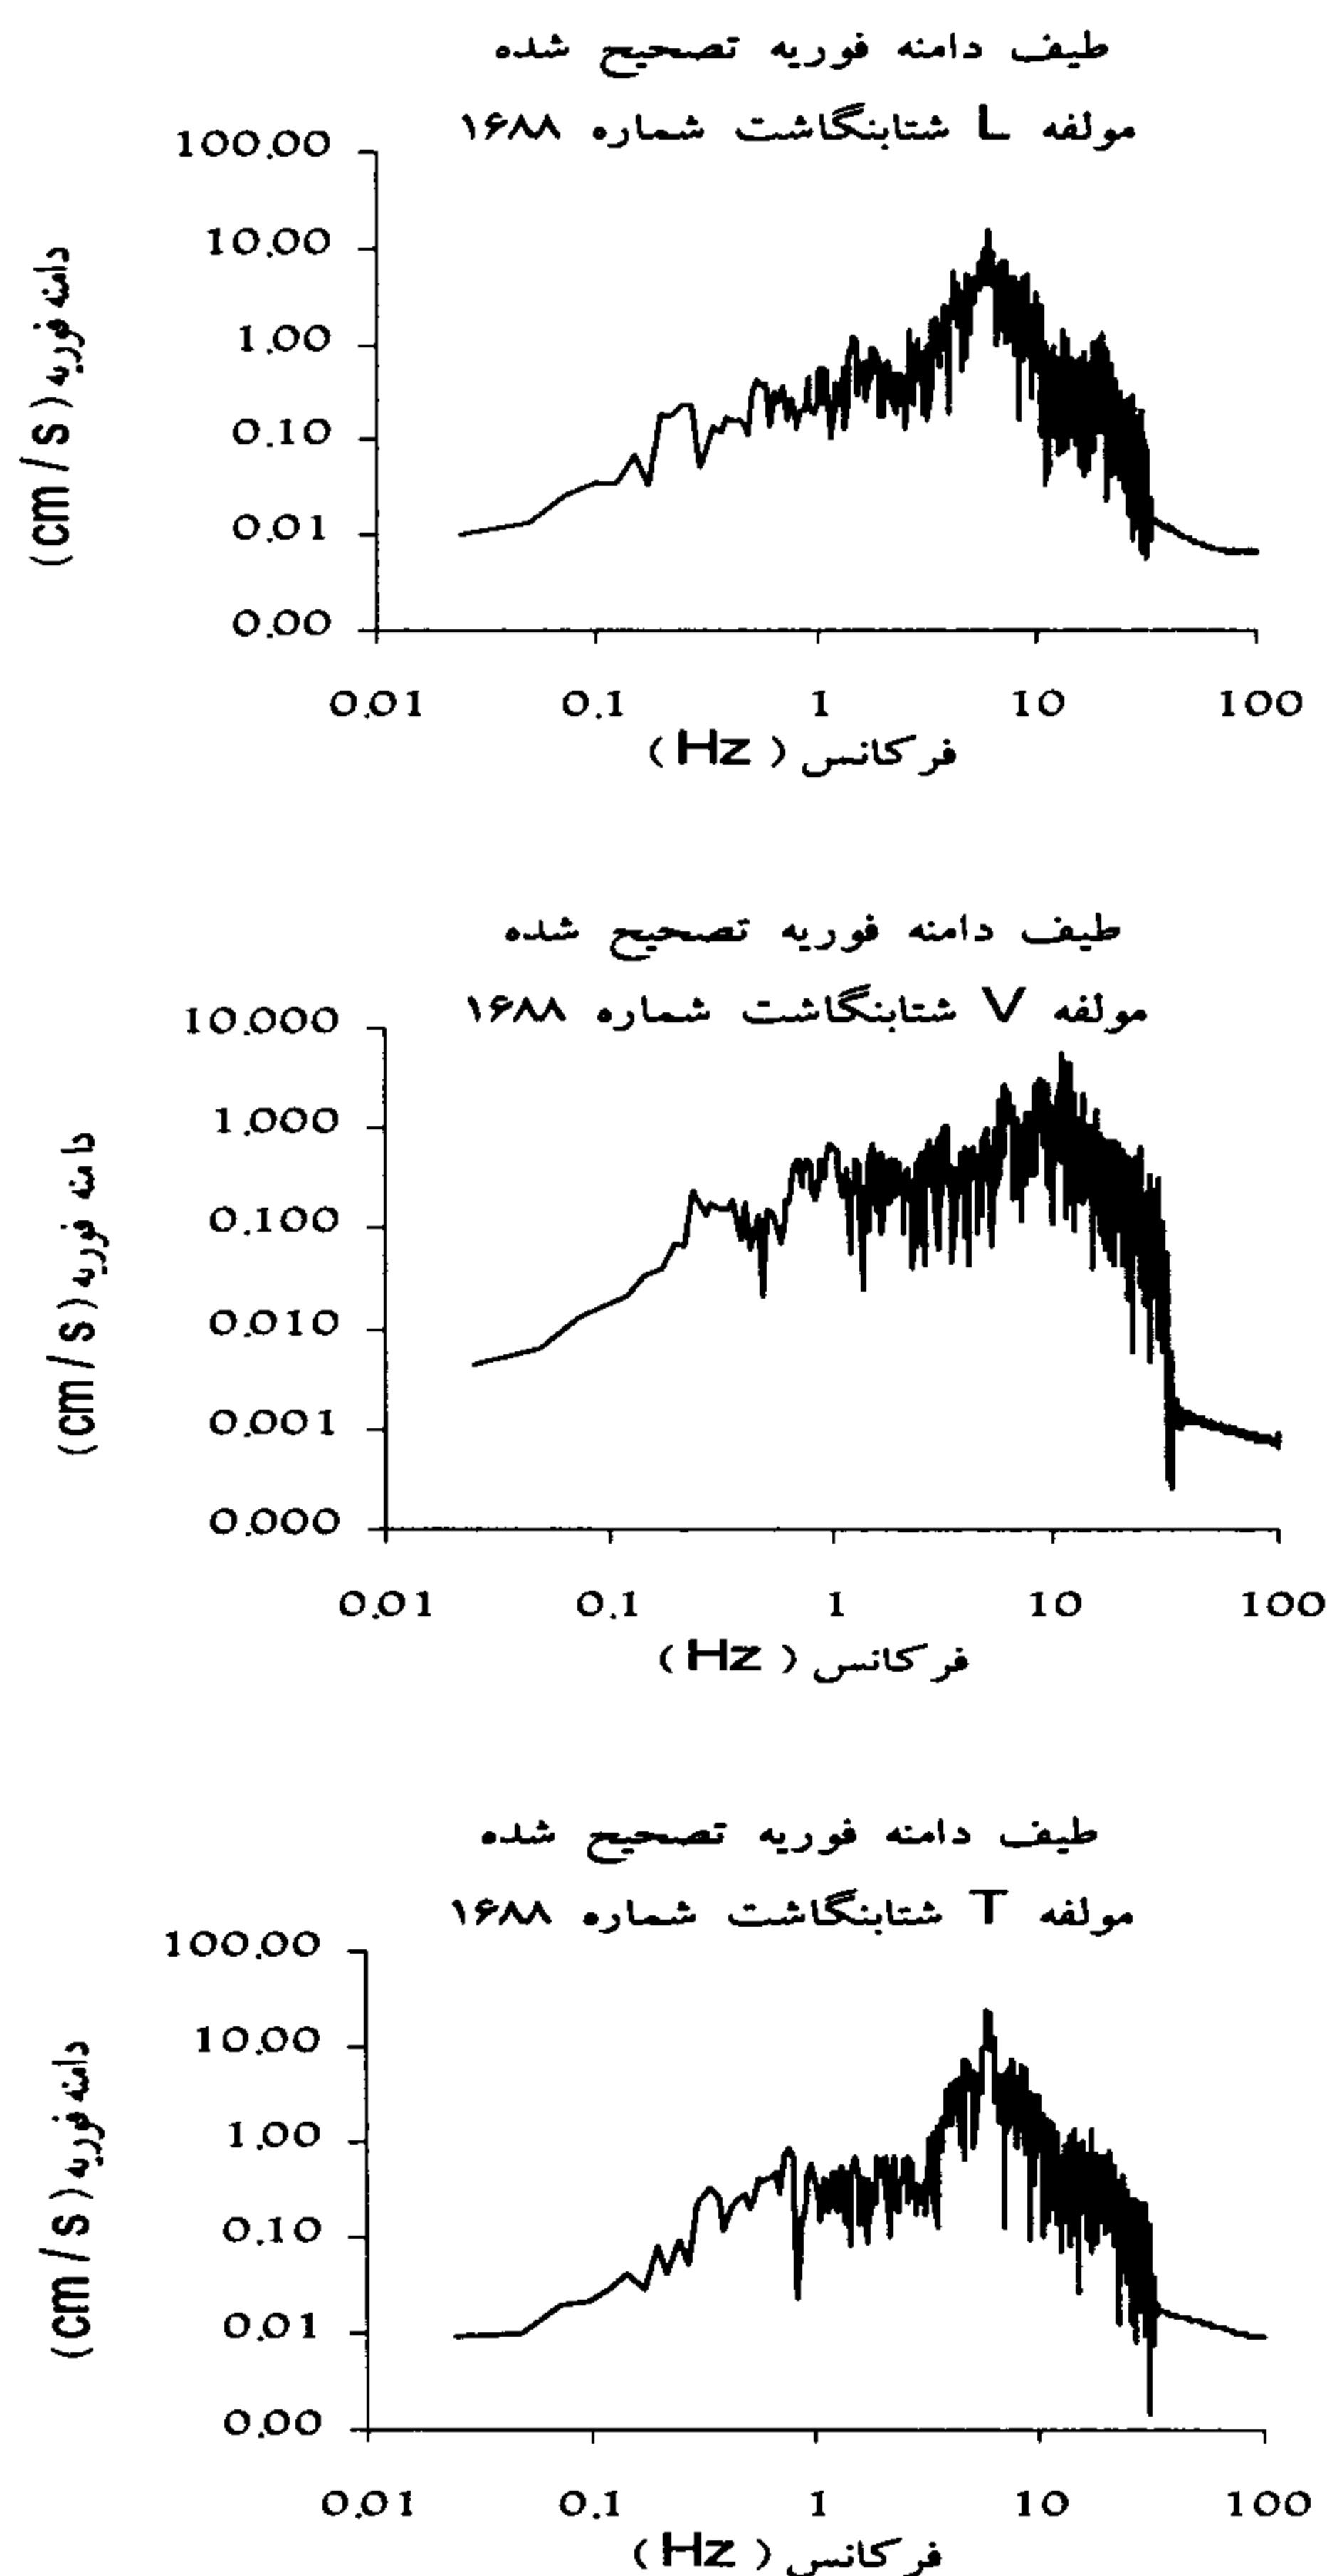 طیف دامنه فوریه تصحیح شده
مولفه L شتابنگاشت شماره ۱۶۸۸
100.00
10.00
1.00
0.10
0.01
0.00
دامنه فوریه (cm / s)
0.01 0.1 1 10 100
فرکانس ( Hz )
طیف دامنه فوریه تصحیح شده
مولفه V شتابنگاشت شماره ۱۶۸۸
10.000
1.000
0.100
0.010
0.001
0.000
دامنه فوریه (cm / s)
0.01 0.1 1 10 100
فرکانس ( Hz )
طیف دامنه فوریه تصحیح شده
مولفه T شتابنگاشت شماره ۱۶۸۸
100.00
10.00
1.00
0.10
0.01
0.00
دامنه فوریه (cm / s)
0.01 0.1 1 10 100
فرکانس ( Hz )